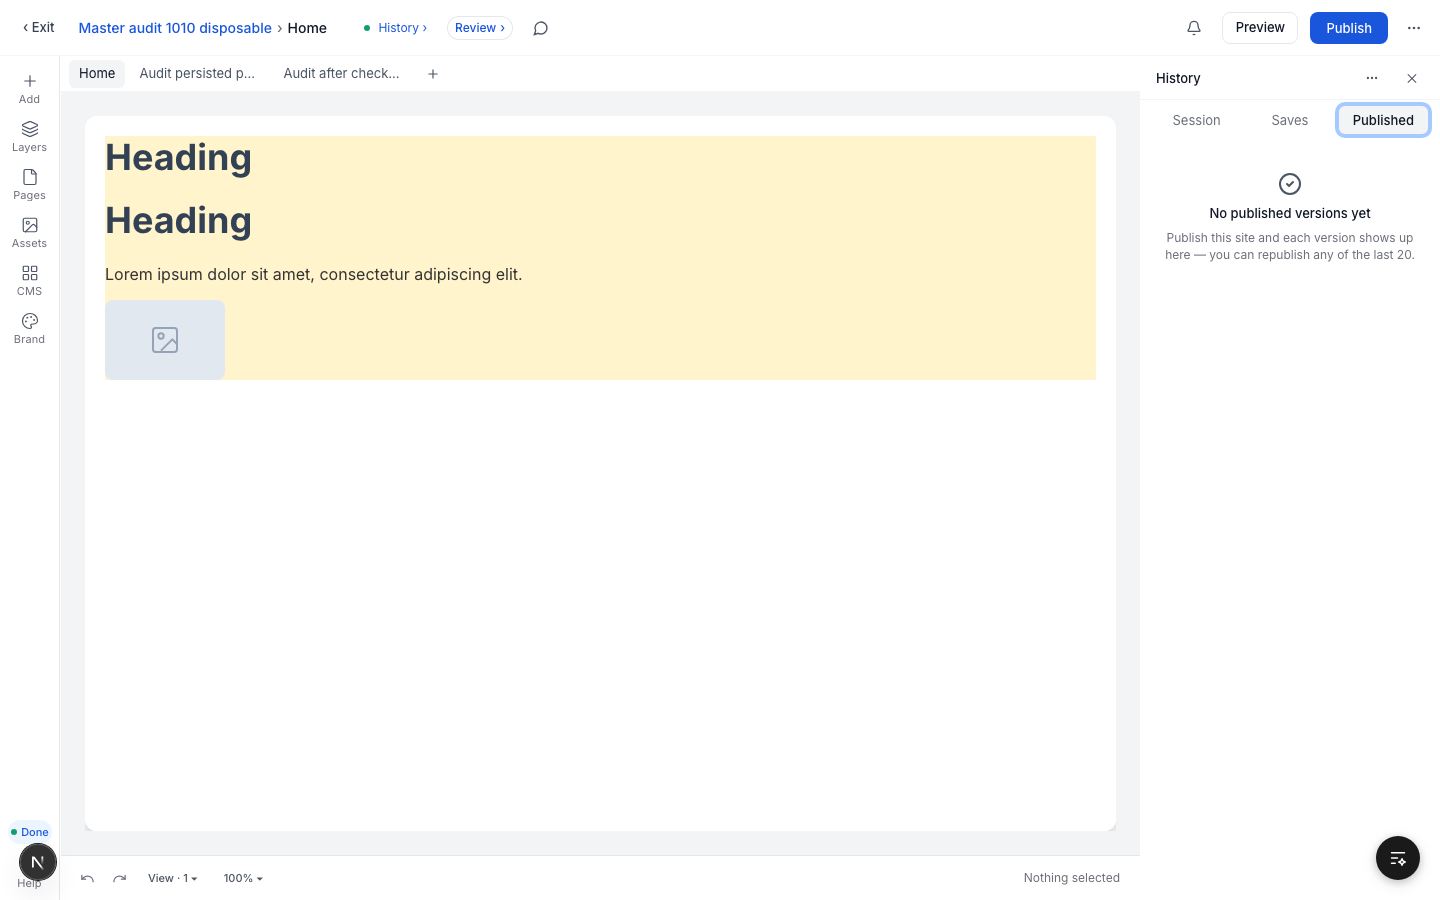 ‹ Exit
Master audit 1010 disposable › Home
History ›
Review ›
Preview
Publish
Add
Layers
Pages
Assets
CMS
Brand
Done
N
Help
Home
Audit persisted p...
Audit after check...
Heading
Heading
Lorem ipsum dolor sit amet, consectetur adipiscing elit.
View · 1
100%
Nothing selected
History
Session
Saves
Published
No published versions yet
Publish this site and each version shows up
here — you can republish any of the last 20.